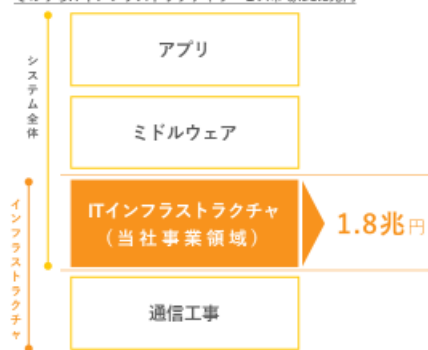 アプリ
システム全体
ミドルウェア
ITインフラストラクチャ
(当社事業領域)
1.8兆円
インフラストラクチャ
通信工事